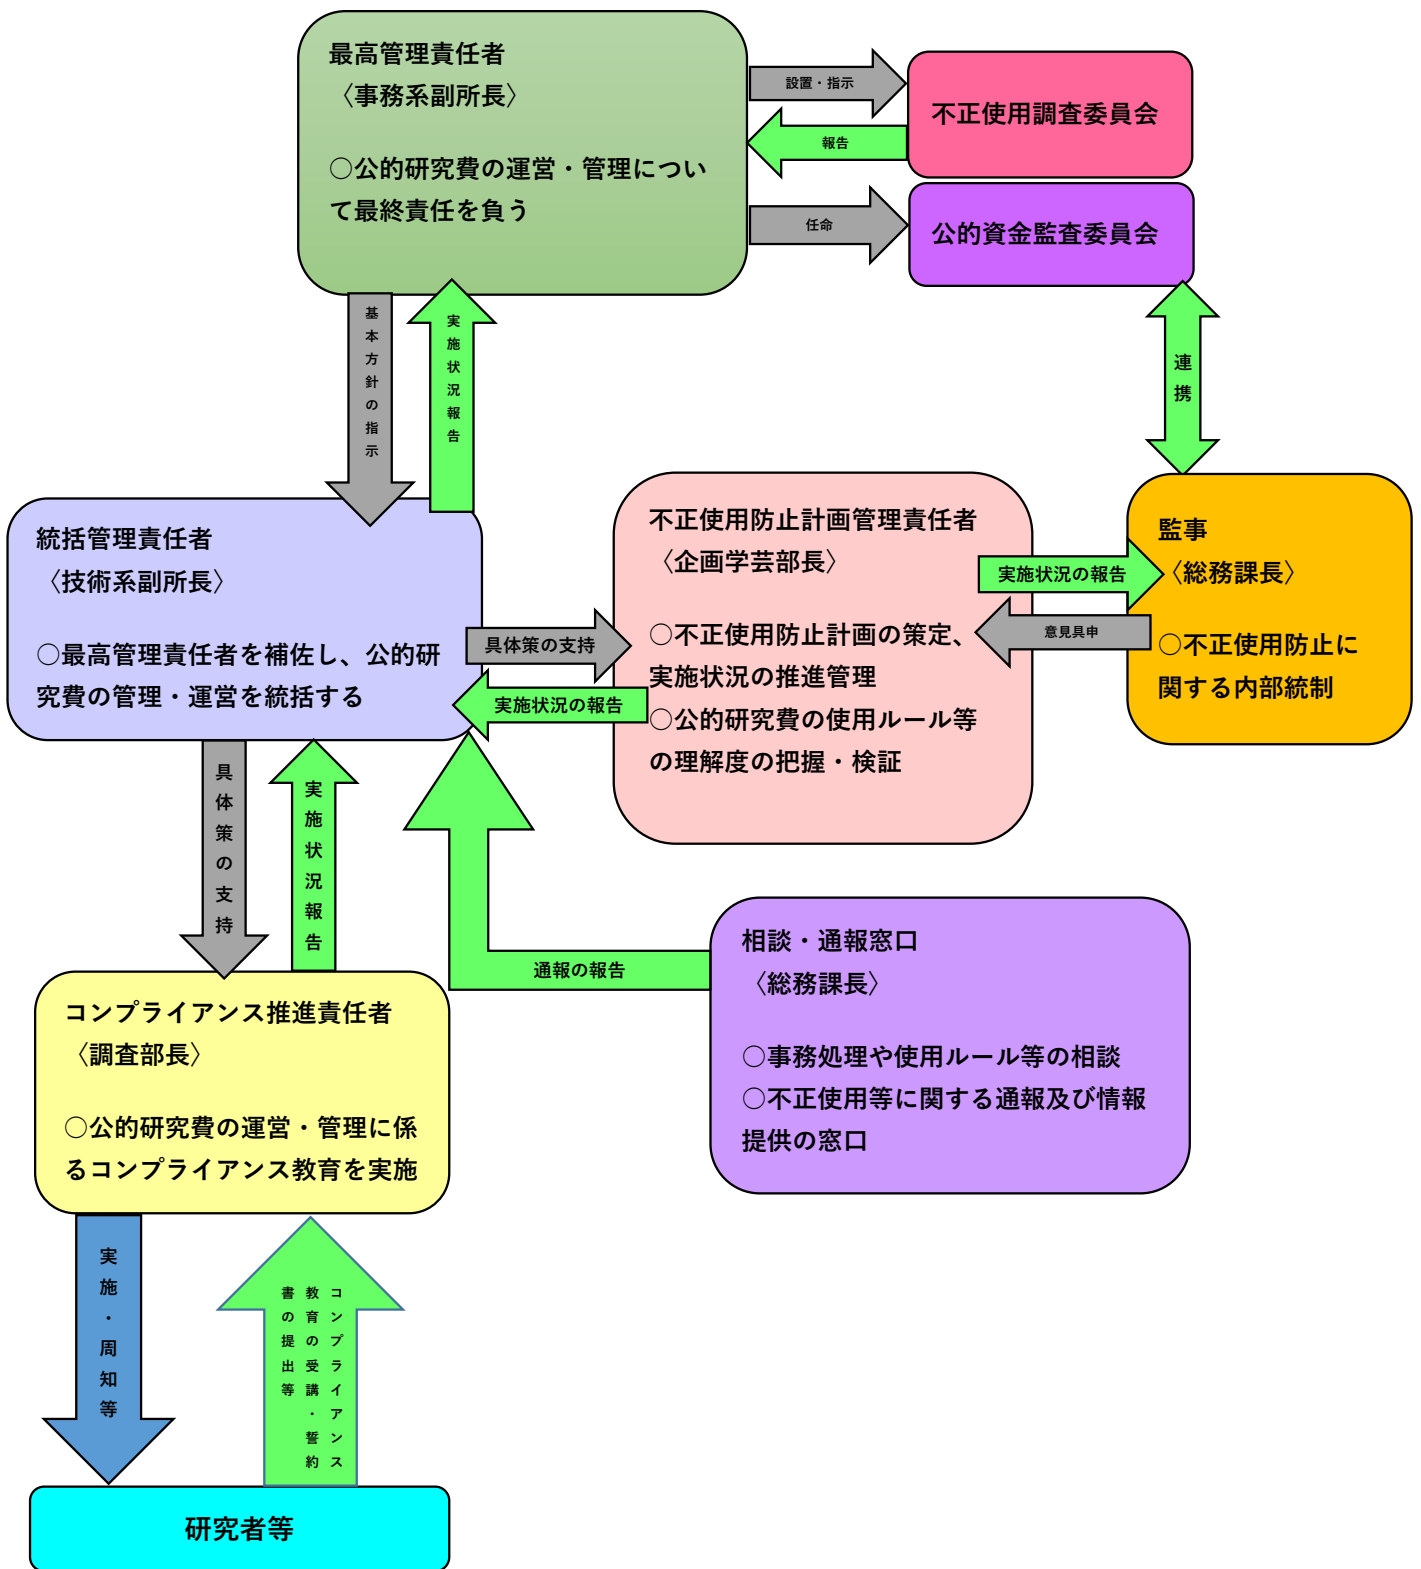 最高管理責任者
〈事務系副所長〉
○公的研究費の運営・管理につい
て最終責任を負う
設置・指示
報告
任命
不正使用調査委員会
公的資金監査委員会
基本方針の指示
実施状況報告
連携
統括管理責任者
〈技術系副所長〉
○最高管理責任者を補佐し、公的研
究費の管理・運営を統括する
具体策の支持
実施状況の報告
不正使用防止計画管理責任者
〈企画学芸部長〉
○不正使用防止計画の策定、
実施状況の推進管理
○公的研究費の使用ルール等
の理解度の把握・検証
実施状況の報告
意見具申
監事
〈総務課長〉
○不正使用防止に
関する内部統制
具体策の支持
実施状況報告
通報の報告
相談・通報窓口
〈総務課長〉
○事務処理や使用ルール等の相談
○不正使用等に関する通報及び情報
提供の窓口
コンプライアンス推進責任者
〈調査部長〉
○公的研究費の運営・管理に係
るコンプライアンス教育を実施
実施・周知等
コンプライアンス
教育の受講・誓約
書の提出等
研究者等